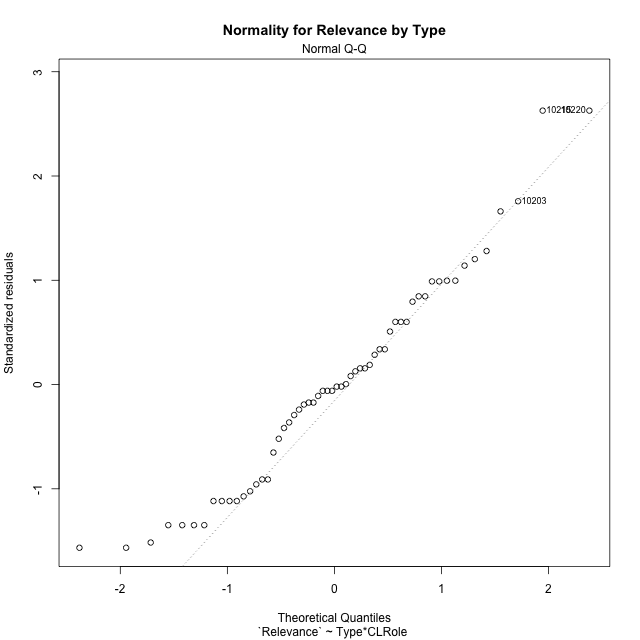 Normality for Relevance by Type
Normal Q-Q
Standardized residuals
3
2
1
0
-1
10220
10203
-2 -1 0 1 2
Theoretical Quantiles
`Relevance` ~ Type*CLRole